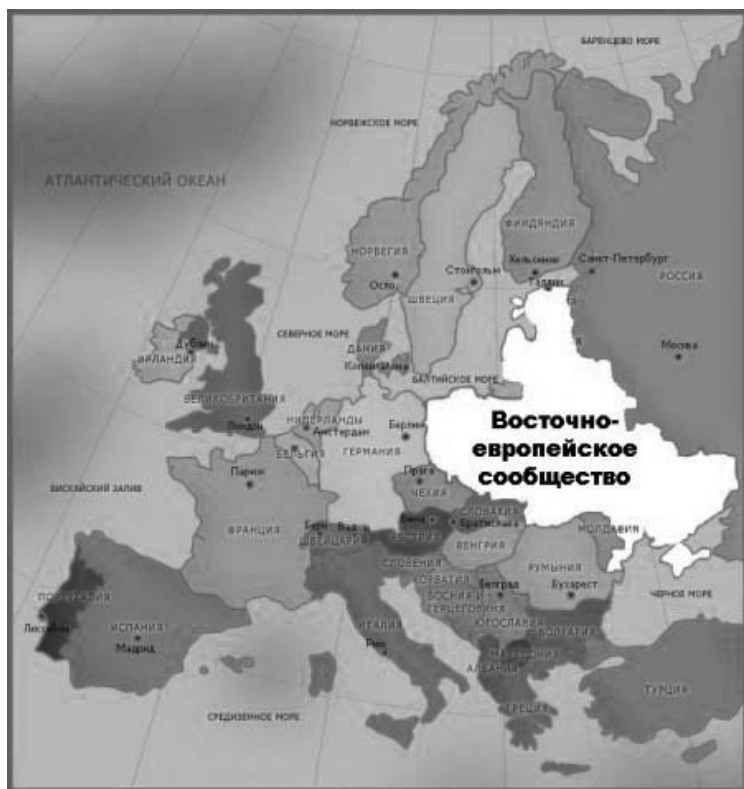 БАРЕНЦЕВО МОРЕ
НОРВЕЖСКОЕ МОРЕ
АТЛАНТИЧЕСКИЙ ОКЕАН
ФИНЛЯНДИЯ
НОРВЕГИЯ
Хельсинки
Санкт-Петербург
Стокгольм
Осло
Таллин
РОССИЯ
ШВЕЦИЯ
СЕВЕРНОЕ МОРЕ
Дублин
ДАНИЯ
Москва
ИРЛАНДИЯ
Копенгаген
БАЛТИЙСКОЕ МОРЕ
ВЕЛИКОБРИТАНИЯ
Лондон
НИДЕРЛАНДЫ
Амстердам
Берлин
Восточно-
европейское
сообщество
БЕЛЬГИЯ
ГЕРМАНИЯ
Париж
Прага
ЧЕХИЯ
БИСКАЙСКИЙ ЗАЛИВ
СЛОВАКИЯ
Вена
Братислава
ФРАНЦИЯ
Берн
ШВЕЙЦАРИЯ
АВСТРИЯ
МОЛДАВИЯ
ВЕНГРИЯ
СЛОВЕНИЯ
РУМЫНИЯ
ХОРВАТИЯ
Белград
Бухарест
БОСНИЯ И
ГЕРЦЕГОВИНА
ЧЕРНОЕ МОРЕ
ПОРТУГАЛИЯ
ЮГОСЛАВИЯ
Лиссабон
ИСПАНИЯ
ИТАЛИЯ
БОЛГАРИЯ
Мадрид
Рим
МАКЕДОНИЯ
АЛБАНИЯ
ТУРЦИЯ
ГРЕЦИЯ
СРЕДИЗЕМНОЕ МОРЕ